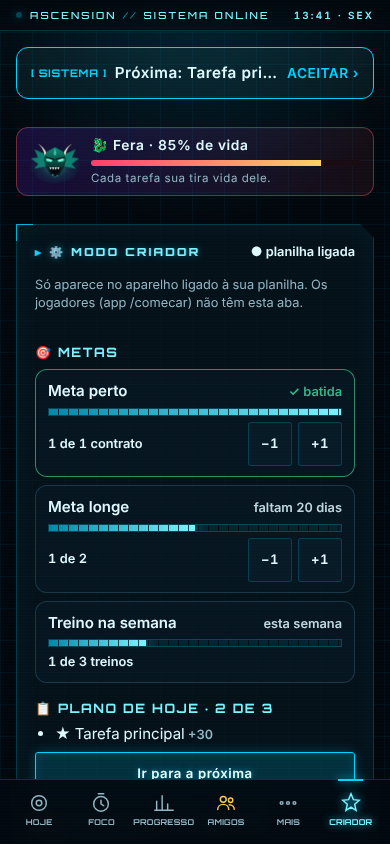 ASCENSION // SISTEMA ONLINE 13:41 · SEX
[ SISTEMA ] Próxima: Tarefa pri... ACEITAR ›
🐉 Fera · 85% de vida
Cada tarefa sua tira vida dele.
▸ ⚙️ MODO CRIADOR ● planilha ligada
Só aparece no aparelho ligado à sua planilha. Os
jogadores (app /comecar) não têm esta aba.
🎯 METAS
Meta perto ✓ batida
1 de 1 contrato −1 +1
Meta longe faltam 20 dias
1 de 2 −1 +1
Treino na semana esta semana
1 de 3 treinos
📋 PLANO DE HOJE · 2 DE 3
• ★ Tarefa principal +30
Ir para a próxima
HOJE FOCO PROGRESSO AMIGOS MAIS CRIADOR